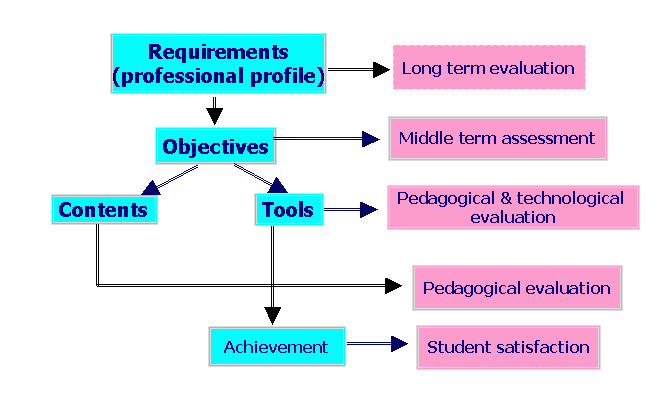 Requirements
(professional profile)
Long term evaluation
Objectives
Middle term assessment
Contents
Tools
Pedagogical & technological
evaluation
Pedagogical evaluation
Achievement
Student satisfaction